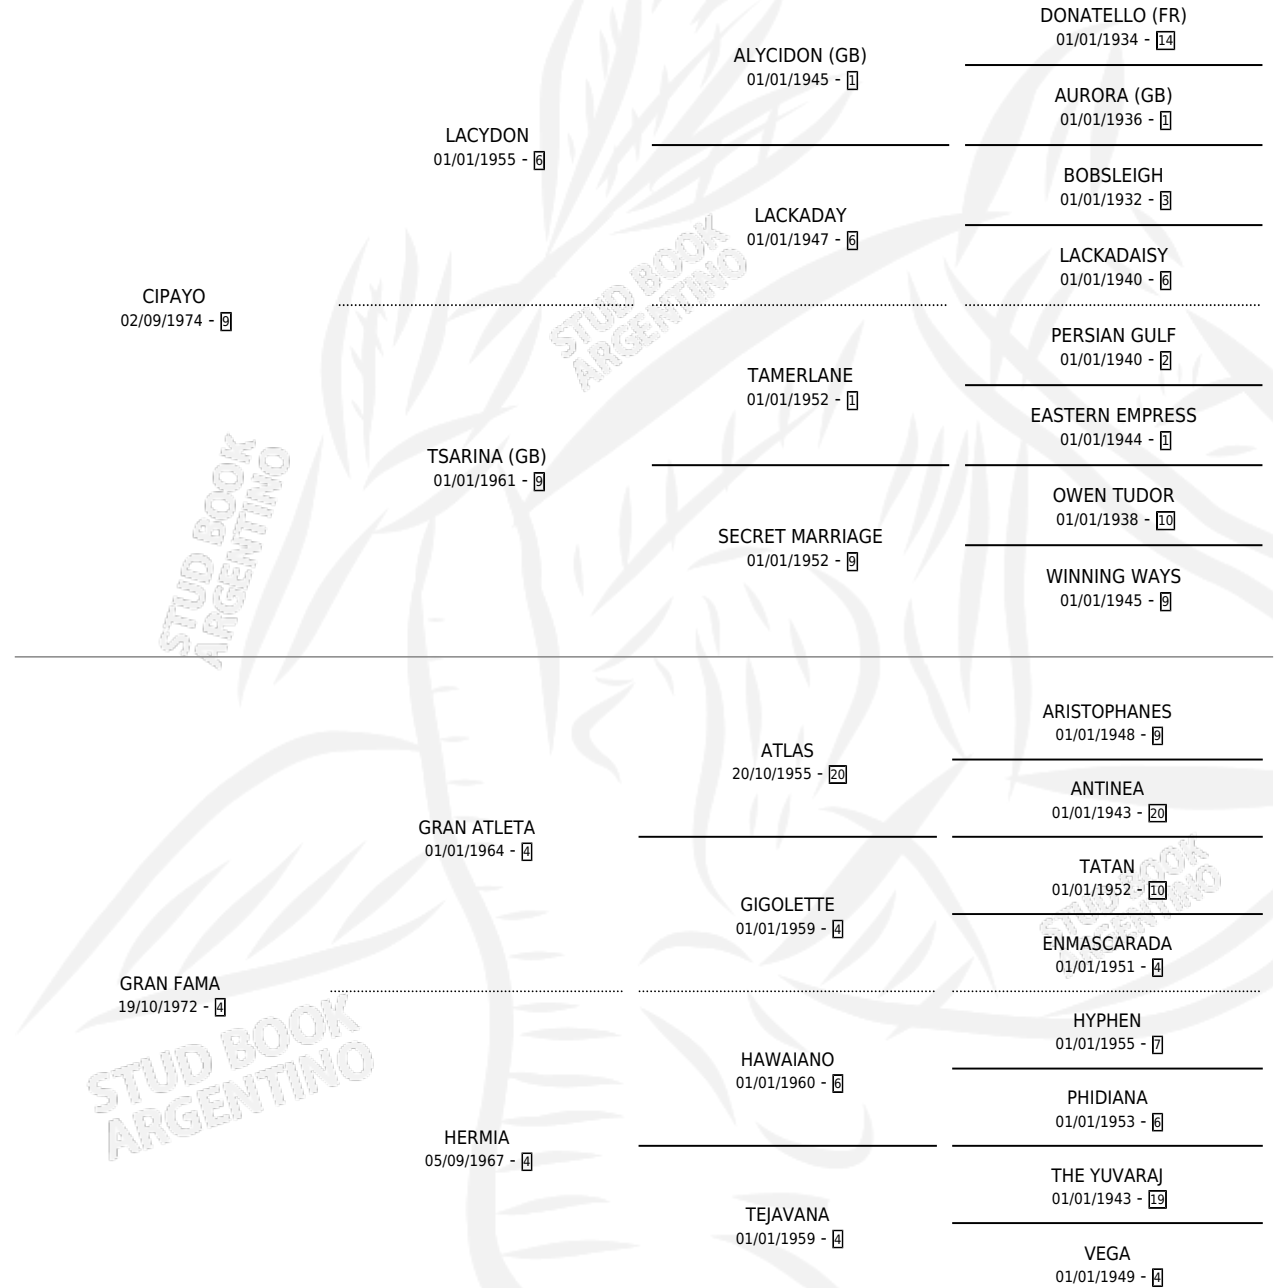 DONATELLO (FR)
01/01/1934 - 14
ALYCIDON (GB)
01/01/1945 - 1
AURORA (GB)
01/01/1936 - 1
LACYDON
01/01/1955 - 6
BOBSLEIGH
01/01/1932 - 3
LACKADAY
01/01/1947 - 6
LACKADAISY
01/01/1940 - 6
CIPAYO
02/09/1974 - 9
PERSIAN GULF
01/01/1940 - 2
TAMERLANE
01/01/1952 - 1
EASTERN EMPRESS
01/01/1944 - 1
TSARINA (GB)
01/01/1961 - 9
OWEN TUDOR
01/01/1938 - 10
SECRET MARRIAGE
01/01/1952 - 9
WINNING WAYS
01/01/1945 - 9
STUD BOOK
ARGENTINO
STUD BOOK
ARGENTINO
ARISTOPHANES
01/01/1948 - 9
ATLAS
20/10/1955 - 20
ANTINEA
01/01/1943 - 20
GRAN ATLETA
01/01/1964 - 4
TATAN
01/01/1952 - 10
GIGOLETTE
01/01/1959 - 4
ENMASCARADA
01/01/1951 - 4
STUD BOOK
ARGENTINO
GRAN FAMA
19/10/1972 - 4
HYPHEN
01/01/1955 - 7
HAWAIANO
01/01/1960 - 6
PHIDIANA
01/01/1953 - 6
HERMIA
05/09/1967 - 4
THE YUVARAJ
01/01/1943 - 19
TEJAVANA
01/01/1959 - 4
VEGA
01/01/1949 - 4
STUD BOOK
ARGENTINO